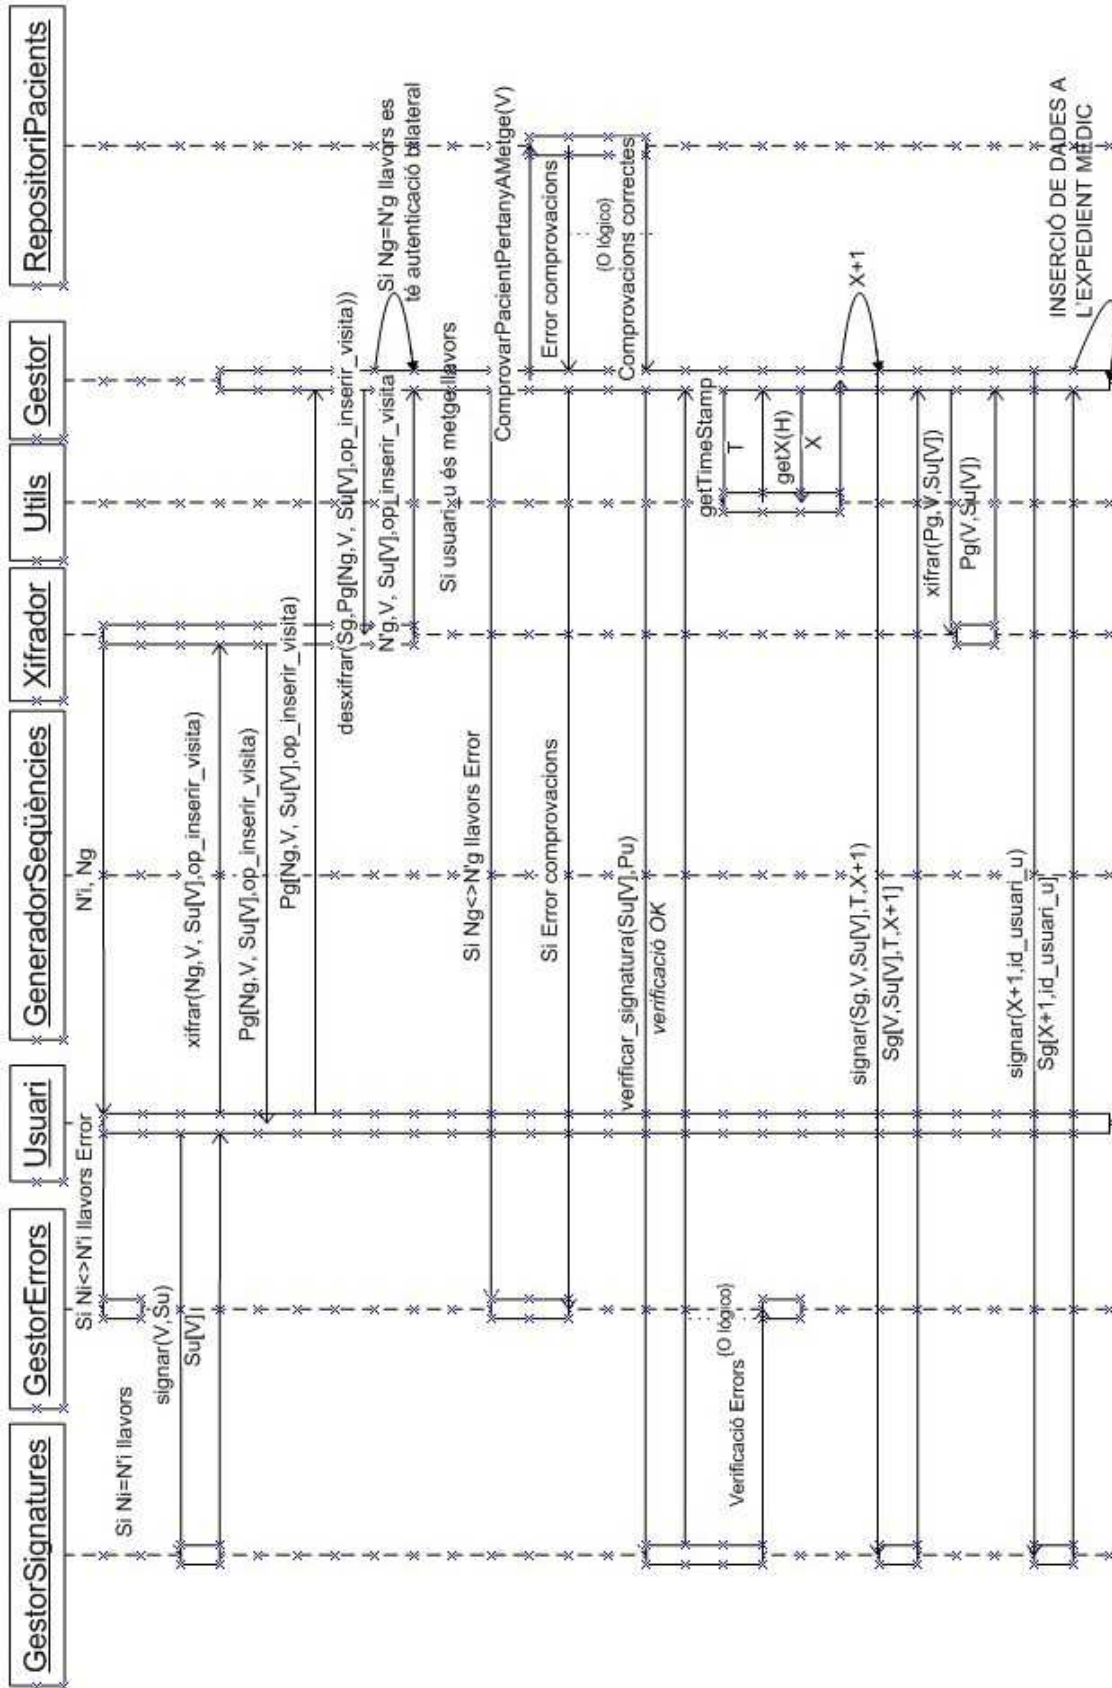 GestorSignatures
GestorErrors
Usuari
GeneradorSeqüències
Xifrador
Utils
Gestor
RepositoriPacients
Si Ni<>N'i llavors Error
N'i, Ng
Si Ni=N'i llavors
signar(V,Su)
Su[V]
xifrar(Ng,V, Su[V],op_inserir_visita)
Pg[Ng,V, Su[V],op_inserir_visita)
Pg[Ng,V, Su[V],op_inserir_visita)
desxifrar(Sg,Pg[Ng,V, Su[V],op_inserir_visita))
N'g,V, Su[V],op_inserir_visita
Si Ng=N'g llavors es
té autenticació bilateral
Si usuari_u és metge llavors
Si Ng<>N'g llavors Error
ComprovarPacientPertanyAMetge(V)
Error comprovacions
Si Error comprovacions
{O lógico}
Comprovacions correctes
verificar_signatura(Su[V],Pu)
verificació OK
getTimeStamp
T
Verificació Errors
{O lógico}
getX(H)
X
X+1
signar(Sg,V,Su[V],T,X+1)
Sg[V,Su[V],T,X+1]
xifrar(Pg,V,Su[V])
Pg(V,Su[V])
signar(X+1,id_usuari_u)
Sg[X+1,id_usuari_u]
INSERCIÓ DE DADES A
L'EXPEDIENT MÈDIC